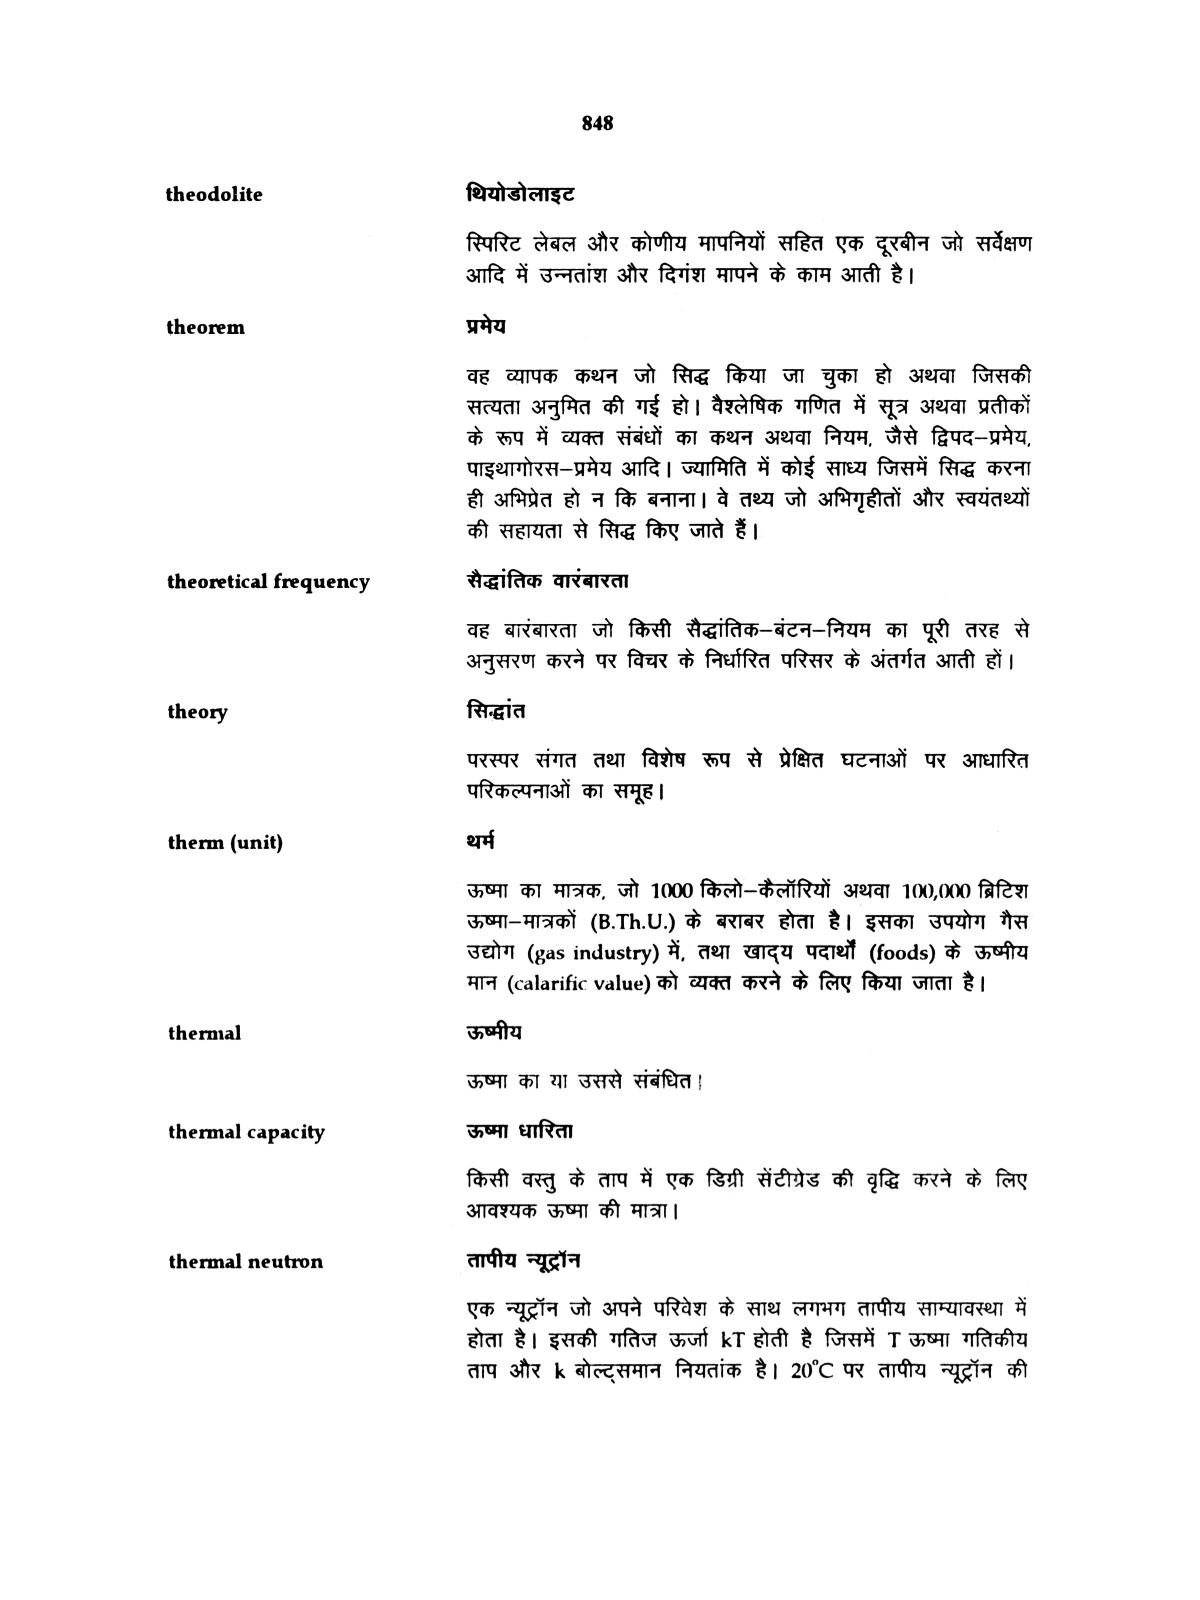 848
theodolite थियोडोलाइट
स्पिरिट लेबल और कोणीय मापनियों सहित एक दूरबीन जो सर्वेक्षण
आदि में उन्नतांश और दिगंश मापने के काम आती है।
theorem प्रमेय
वह व्यापक कथन जो सिद्ध किया जा चुका हो अथवा जिसकी
सत्यता अनुमित की गई हो। वैश्लेषिक गणित में सूत्र अथवा प्रतीकों
के रूप में व्यक्त संबंधों का कथन अथवा नियम, जैसे द्विपद–प्रमेय,
पाइथागोरस–प्रमेय आदि। ज्यामिति में कोई साध्य जिसमें सिद्ध करना
ही अभिप्रेत हो न कि बनाना। वे तथ्य जो अभिगृहीतों और स्वयंतथ्यों
की सहायता से सिद्ध किए जाते हैं।
theoretical frequency सैद्धांतिक वारंबारता
वह बारंबारता जो किसी सैद्धांतिक–बंटन–नियम का पूरी तरह से
अनुसरण करने पर विचर के निर्धारित परिसर के अंतर्गत आती हों।
theory सिद्धांत
परस्पर संगत तथा विशेष रूप से प्रेक्षित घटनाओं पर आधारित
परिकल्पनाओं का समूह।
therm (unit) थर्म
ऊष्मा का मात्रक, जो 1000 किलो–कैलॉरियों अथवा 100,000 ब्रिटिश
ऊष्मा–मात्रकों (B.Th.U.) के बराबर होता है। इसका उपयोग गैस
उद्योग (gas industry) में, तथा खाद्य पदार्थों (foods) के ऊष्मीय
मान (calarific value) को व्यक्त करने के लिए किया जाता है।
thermal ऊष्मीय
ऊष्मा का या उससे संबंधित।
thermal capacity ऊष्मा धारिता
किसी वस्तु के ताप में एक डिग्री सेंटीग्रेड की वृद्धि करने के लिए
आवश्यक ऊष्मा की मात्रा।
thermal neutron तापीय न्यूट्रॉन
एक न्यूट्रॉन जो अपने परिवेश के साथ लगभग तापीय साम्यावस्था में
होता है। इसकी गतिज ऊर्जा kT होती है जिसमें T ऊष्मा गतिकीय
ताप और k बोल्ट्समान नियतांक है। 20°C पर तापीय न्यूट्रॉन की